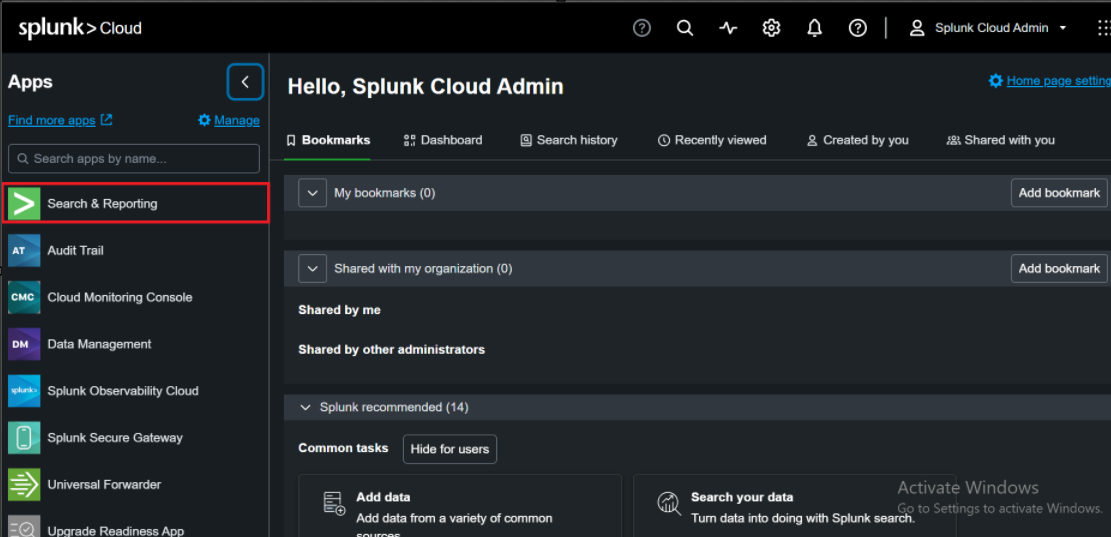 splunk> Cloud
Splunk Cloud Admin
Apps
Find more apps
Manage
Search apps by name...
Search & Reporting
AT
Audit Trail
CMC
Cloud Monitoring Console
DM
Data Management
splunk>
Splunk Observability Cloud
Splunk Secure Gateway
Universal Forwarder
Upgrade Readiness App
Hello, Splunk Cloud Admin
Home page setting
Bookmarks
Dashboard
Search history
Recently viewed
Created by you
Shared with you
My bookmarks (0)
Add bookmark
Shared with my organization (0)
Add bookmark
Shared by me
Shared by other administrators
Splunk recommended (14)
Common tasks
Hide for users
Add data
Add data from a variety of common
sources.
Search your data
Turn data into doing with Splunk search.
Activate Windows
Go to Settings to activate Windows.